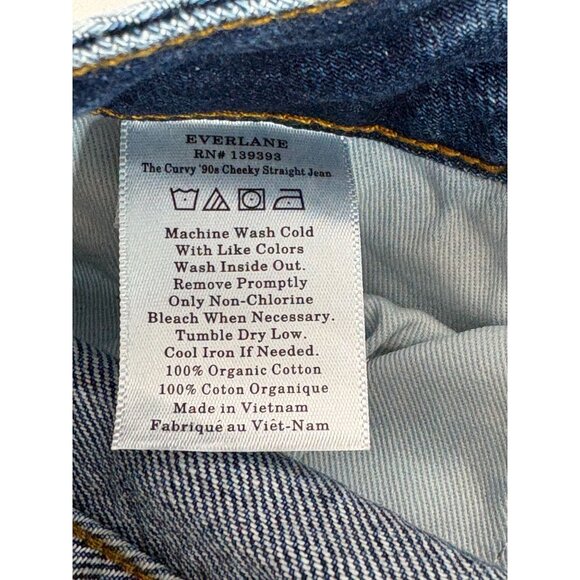 EVERLANE
RN# 139393
The Curvy '90s Cheeky Straight Jean
Machine Wash Cold
With Like Colors
Wash Inside Out.
Remove Promptly
Only Non-Chlorine
Bleach When Necessary.
Tumble Dry Low.
Cool Iron If Needed.
100% Organic Cotton
100% Coton Organique
Made in Vietnam
Fabriqué au Viêt-Nam